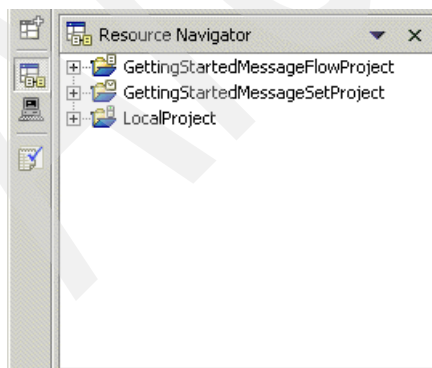 Resource Navigator
GettingStartedMessageFlowProject
GettingStartedMessageSetProject
LocalProject